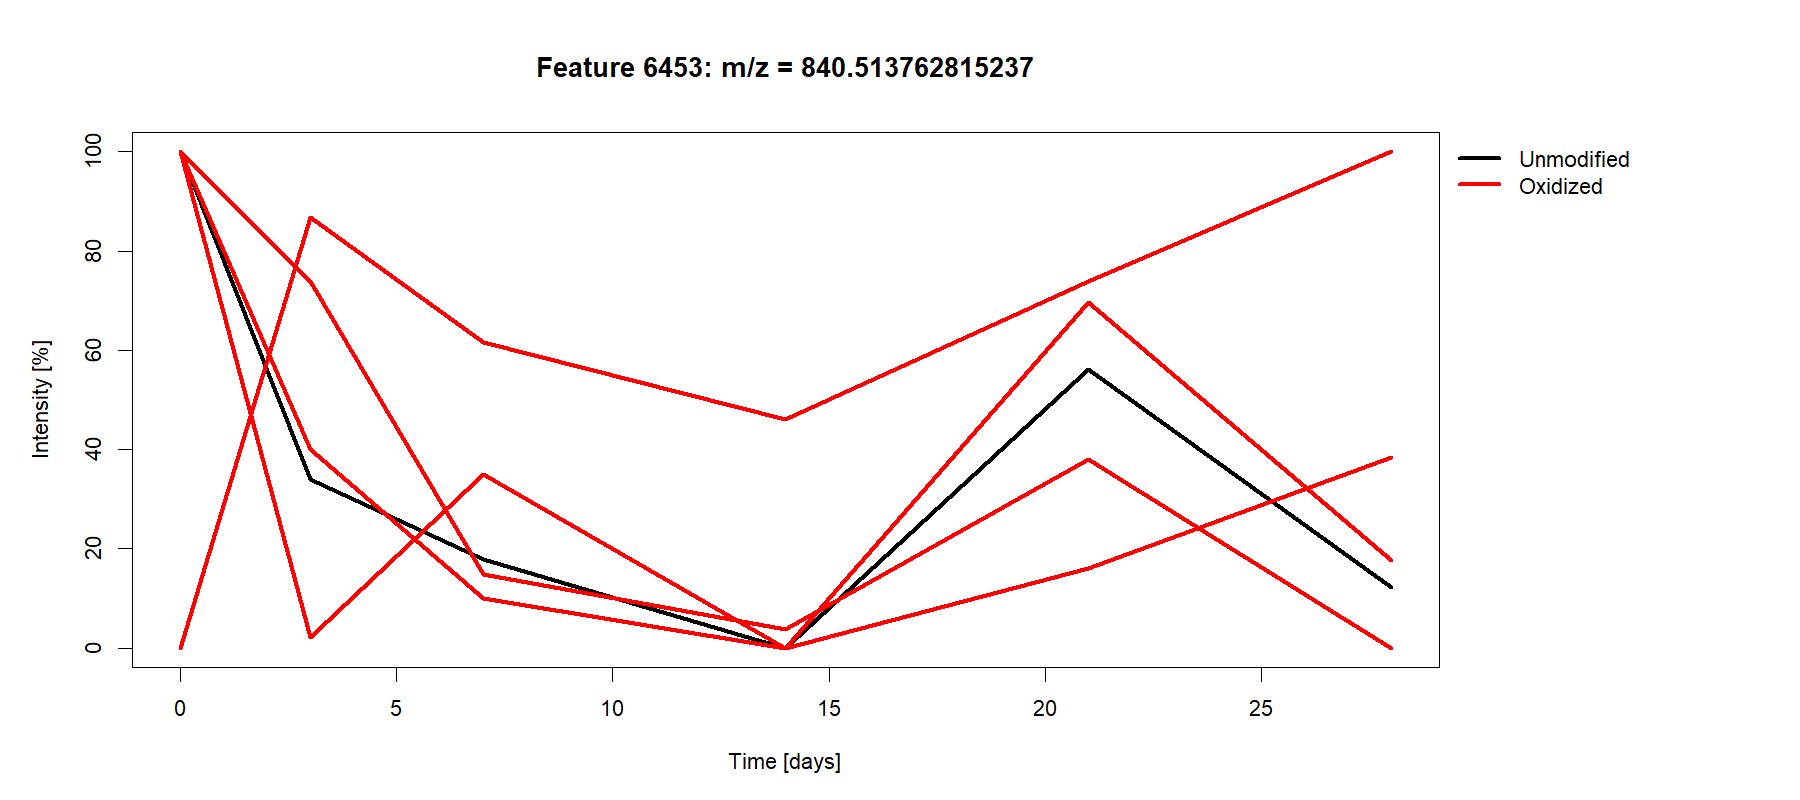 Feature 6453: m/z = 840.513762815237
Unmodified
Oxidized
Intensity [%]
100
80
60
40
20
0
0 5 10 15 20 25
Time [days]